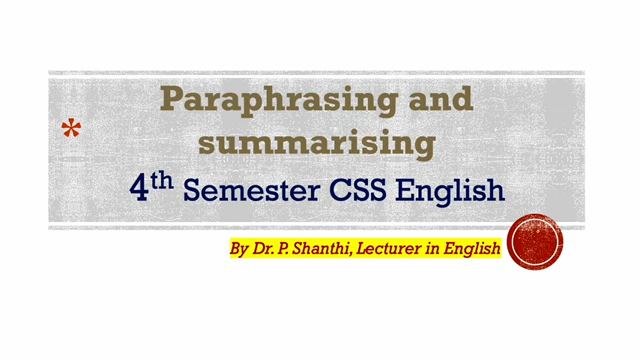 Paraphrasing and
* summarising
4th Semester CSS English
By Dr. P. Shanthi, Lecturer in English